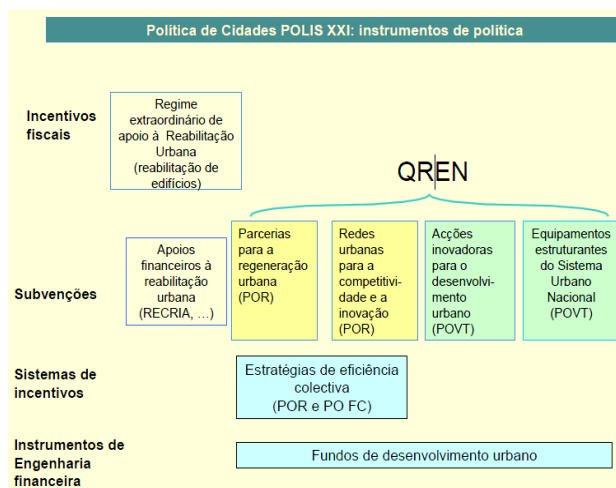 Política de Cidades POLIS XXI: instrumentos de política
Incentivos
fiscais
Regime
extraordinário de
apoio à Reabilitação
Urbana
(reabilitação de
edifícios)
QREN
Subvenções
Apoios
financeiros à
reabilitação
urbana
(RECRIA, ...)
Parcerias
para a
regeneração
urbana
(POR)
Redes
urbanas
para a
competitivi-
dade e a
inovação
(POR)
Acções
inovadoras
para o
desenvolvi-
mento
urbano
(POVT)
Equipamentos
estruturantes
do Sistema
Urbano
Nacional
(POVT)
Sistemas de
incentivos
Estratégias de eficiência
colectiva
(POR e PO FC)
Instrumentos de
Engenharia
financeira
Fundos de desenvolvimento urbano